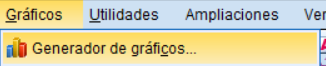 Gráficos Utilidades Ampliaciones
Generador de gráficos...